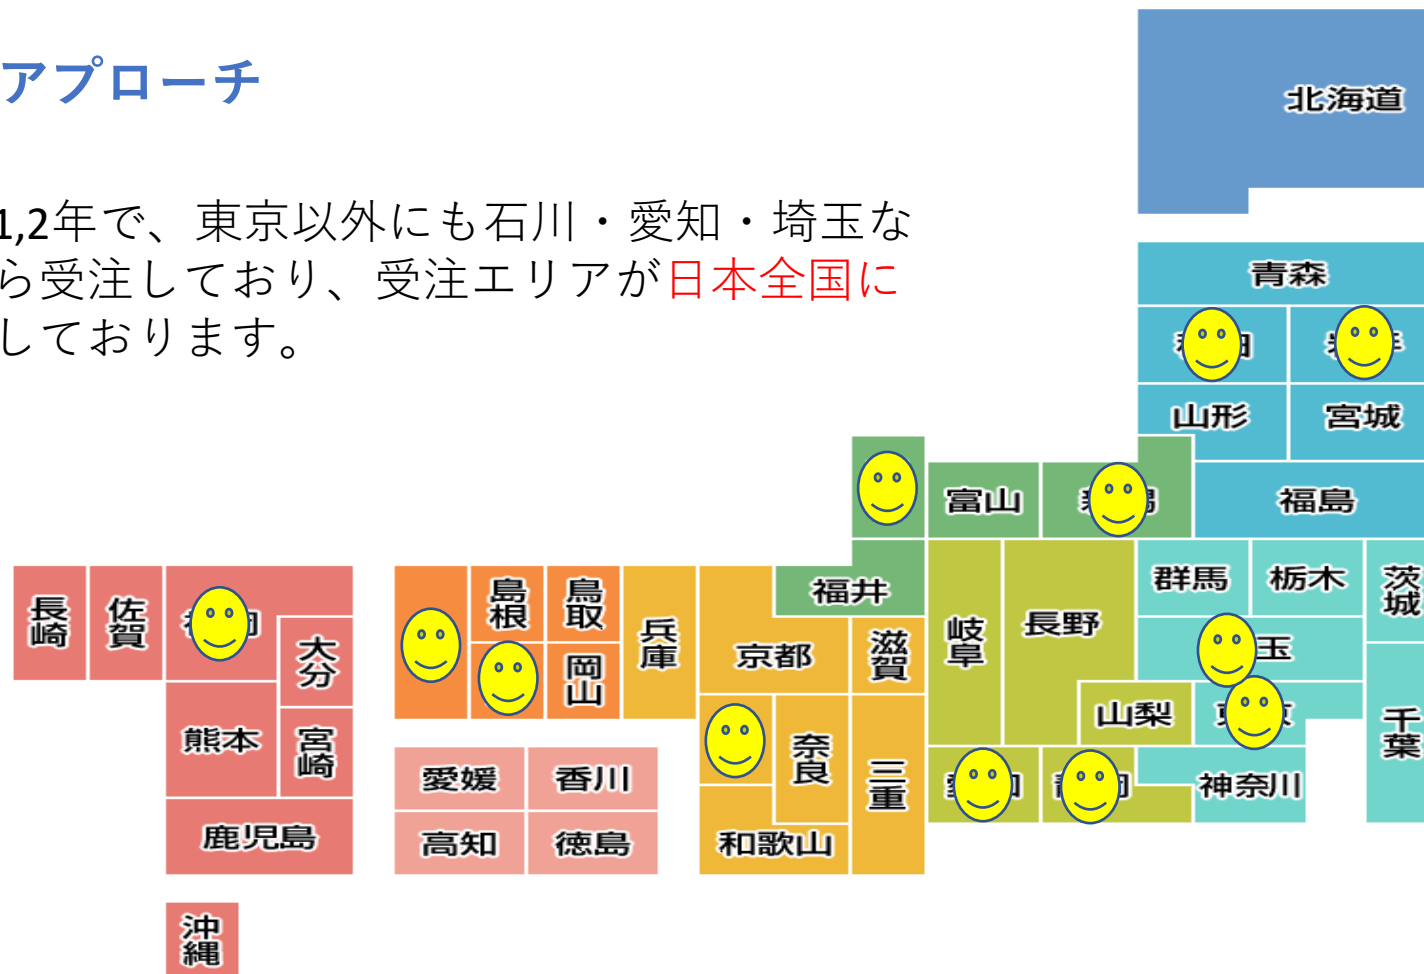 アプローチ
1,2年で、東京以外にも石川・愛知・埼玉な
ら受注しており、受注エリアが日本全国に
しております。
北海道
青森
山形
宮城
富山
福島
福井
群馬
栃木
茨城
長崎
佐賀
大分
島根
鳥取
兵庫
京都
滋賀
岐阜
長野
玉
岡山
山梨
千葉
熊本
宮崎
奈良
三重
神奈川
愛媛
香川
鹿児島
高知
徳島
和歌山
沖縄